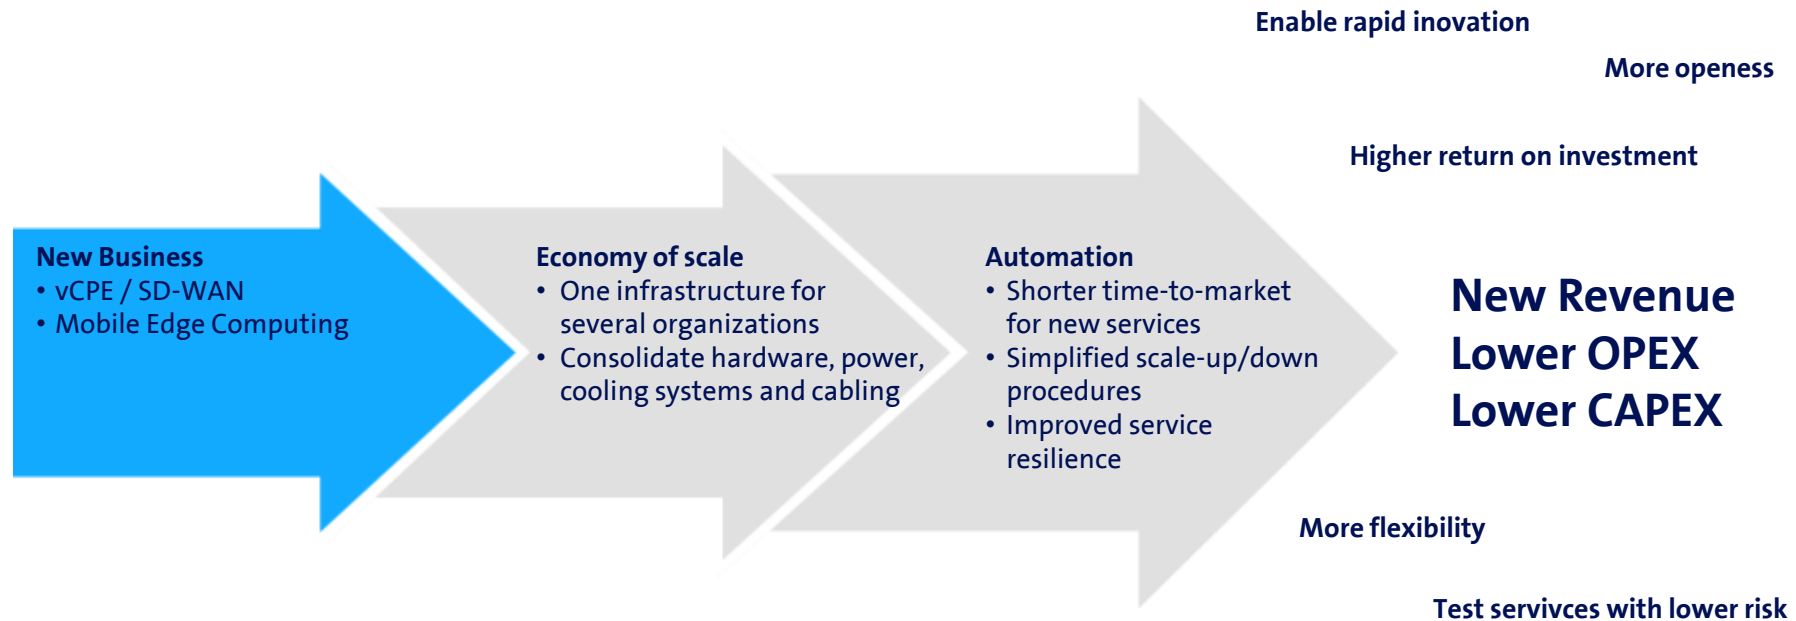 Enable rapid inovation
More openess
Higher return on investment
New Business
• vCPE / SD-WAN
• Mobile Edge Computing
Economy of scale
• One infrastructure for
several organizations
• Consolidate hardware, power,
cooling systems and cabling
Automation
• Shorter time-to-market
for new services
• Simplified scale-up/down
procedures
• Improved service
resilience
New Revenue
Lower OPEX
Lower CAPEX
More flexibility
Test servivces with lower risk